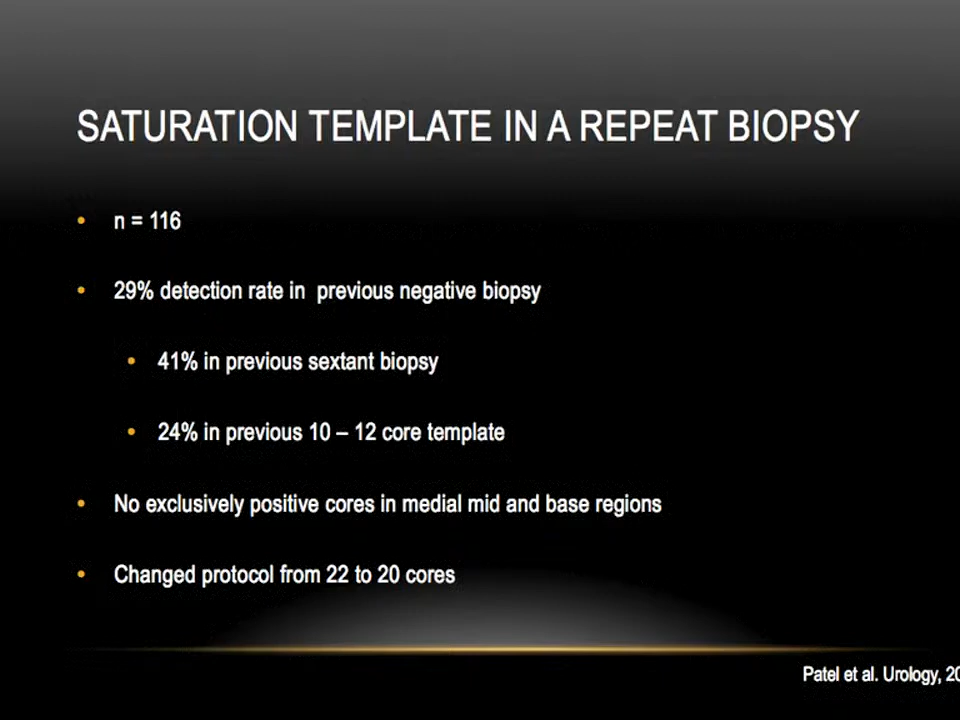 SATURATION TEMPLATE IN A REPEAT BIOPSY
• n = 116
• 29% detection rate in previous negative biopsy
• 41% in previous sextant biopsy
• 24% in previous 10 – 12 core template
• No exclusively positive cores in medial mid and base regions
• Changed protocol from 22 to 20 cores
Patel et al. Urology,